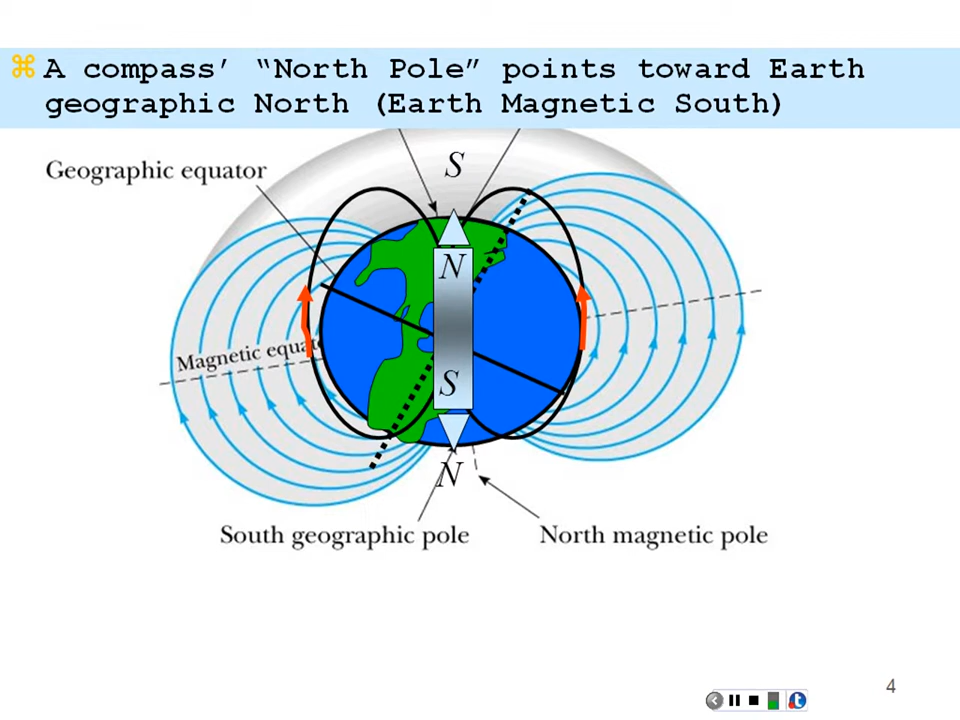 A compass’ “North Pole” points toward Earth
geographic North (Earth Magnetic South)
Geographic equator
S
N
Magnetic equat
S
N
South geographic pole
North magnetic pole
4